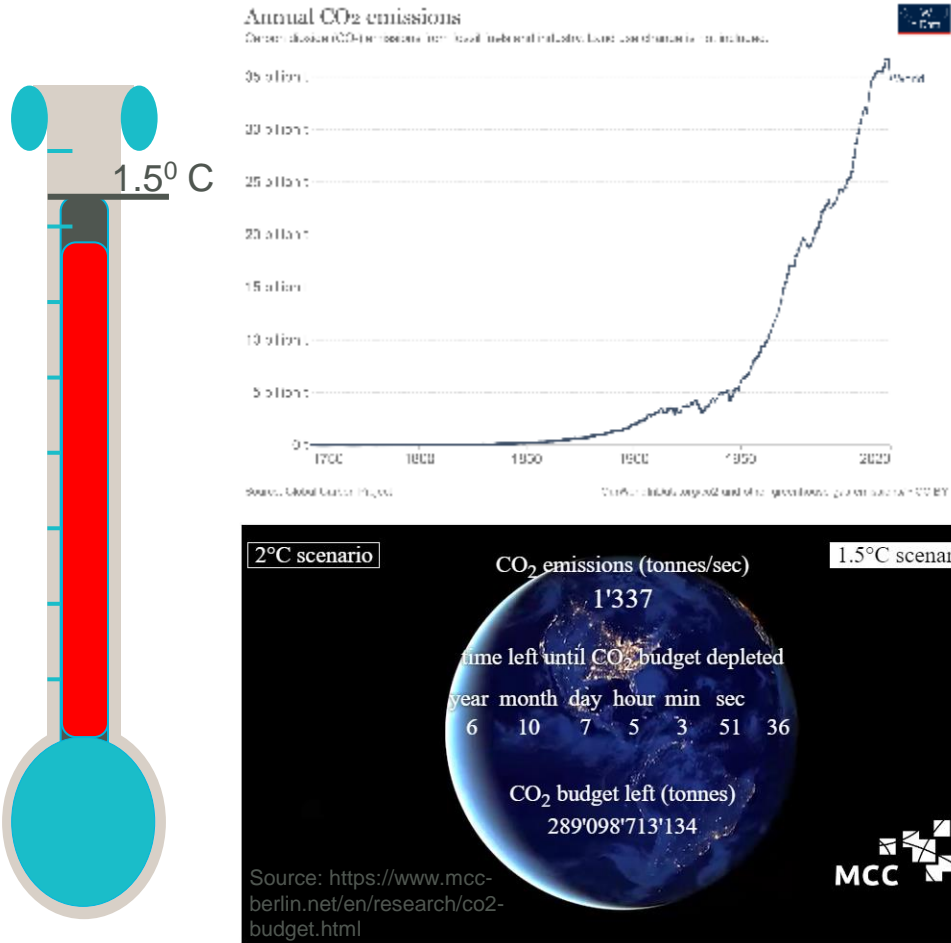 Annual CO₂ emissions
1.5⁰ C
35 billion t
30 billion t
25 billion t
20 billion t
15 billion t
10 billion t
5 billion t
0 t
World
1800
1850
1900
1950
2020
Source: Global Carbon Project
2°C scenario
1.5°C scenar
CO₂ emissions (tonnes/sec)
1'337
time left until CO₂ budget depleted
year month day hour min sec
6 10 7 5 3 51 36
CO₂ budget left (tonnes)
289'098'713'134
MCC
Source: https://www.mcc-
berlin.net/en/research/co2-
budget.html